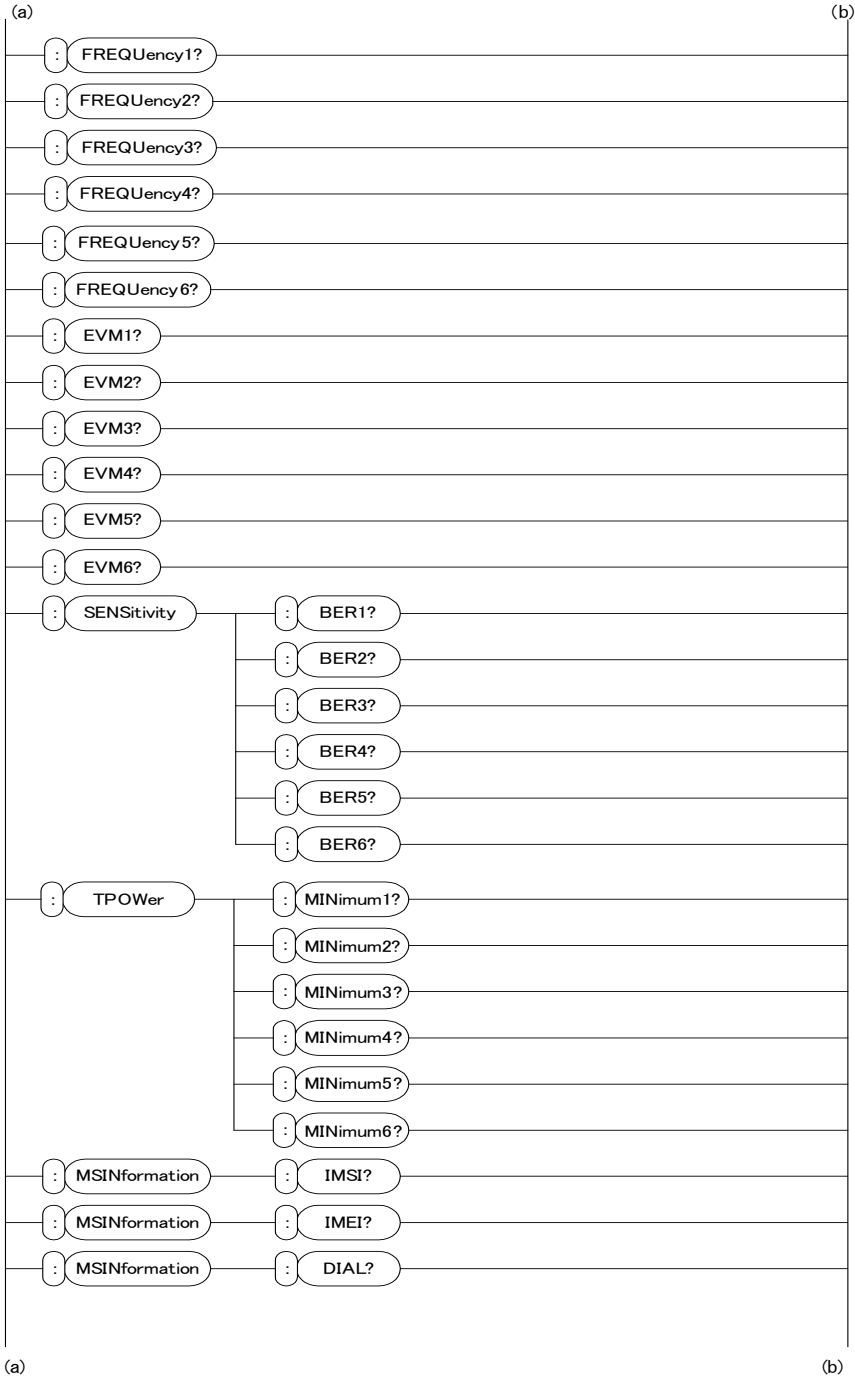 (a) (b)
: FREQUency1?
: FREQUency2?
: FREQUency3?
: FREQUency4?
: FREQUency5?
: FREQUency6?
: EVM1?
: EVM2?
: EVM3?
: EVM4?
: EVM5?
: EVM6?
: SENSitivity : BER1?
: BER2?
: BER3?
: BER4?
: BER5?
: BER6?
: TPOWer : MINimum1?
: MINimum2?
: MINimum3?
: MINimum4?
: MINimum5?
: MINimum6?
: MSINformation : IMSI?
: MSINformation : IMEI?
: MSINformation : DIAL?
(a) (b)